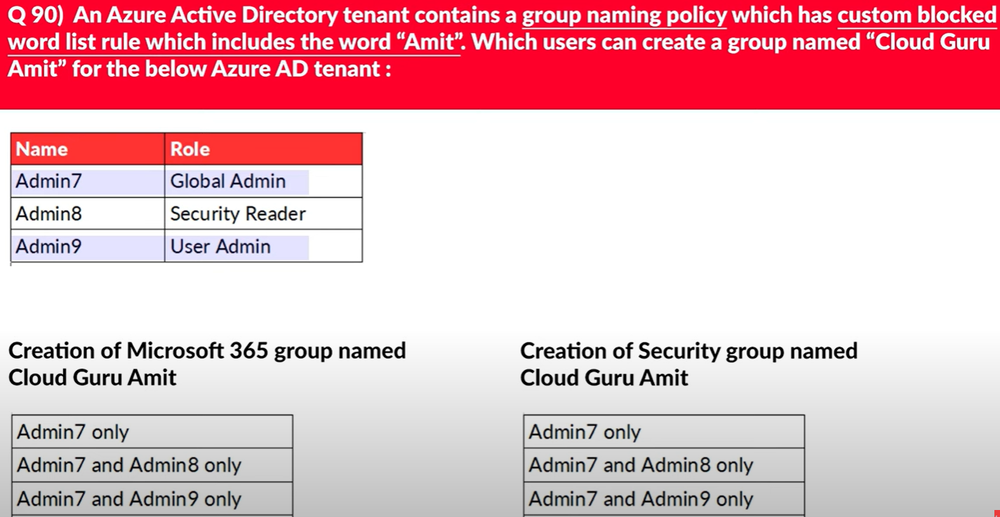 Q 90) An Azure Active Directory tenant contains a group naming policy which has custom blocked
word list rule which includes the word “Amit”. Which users can create a group named “Cloud Guru
Amit” for the below Azure AD tenant :
Name Role
Admin7 Global Admin
Admin8 Security Reader
Admin9 User Admin
Creation of Microsoft 365 group named
Cloud Guru Amit
Admin7 only
Admin7 and Admin8 only
Admin7 and Admin9 only
Creation of Security group named
Cloud Guru Amit
Admin7 only
Admin7 and Admin8 only
Admin7 and Admin9 only